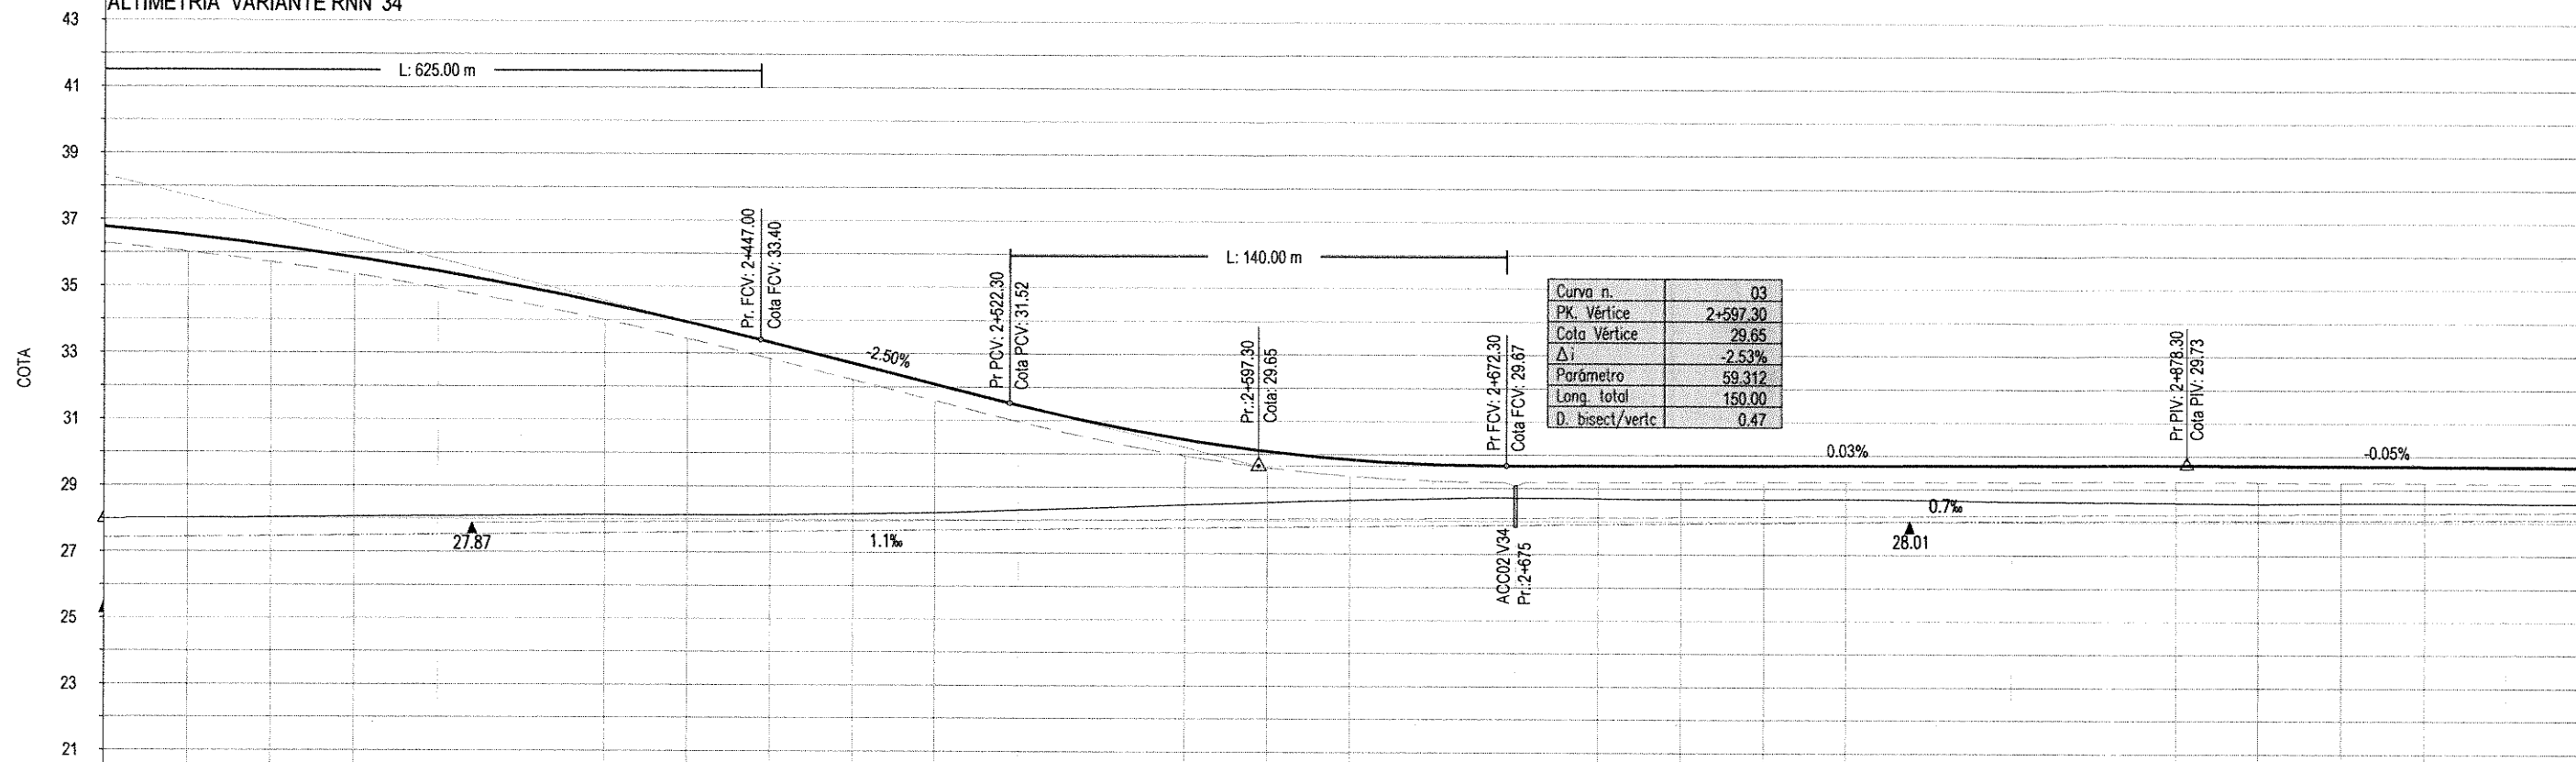 ALTIMETRIA VARIANTE RNN 34
43
41
39
37
35
33
31
29
27
25
23
21
COTA
L: 625.00 m
Pr. FCV: 2+447.00
Cota FCV: 33.40
-2.50%
Pr PCV: 2+522.30
Cota PCV: 31.52
L: 140.00 m
Pr.:2+597.30
Cota: 29.65
Pr FCV: 2+672.30
Cota FCV: 29.67
Curva n. 03
PK. Vértice 2+597.30
Cota Vértice 29.65
Δi -2.53%
Parámetro 59.312
Long. total 150.00
D. bisect/vertc 0.47
0.03%
Pr PIV: 2+878.30
Cota PIV: 29.73
-0.05%
27.87
1.1‰
ACC02 V34
Pr.:2+675
0.7‰
28.01